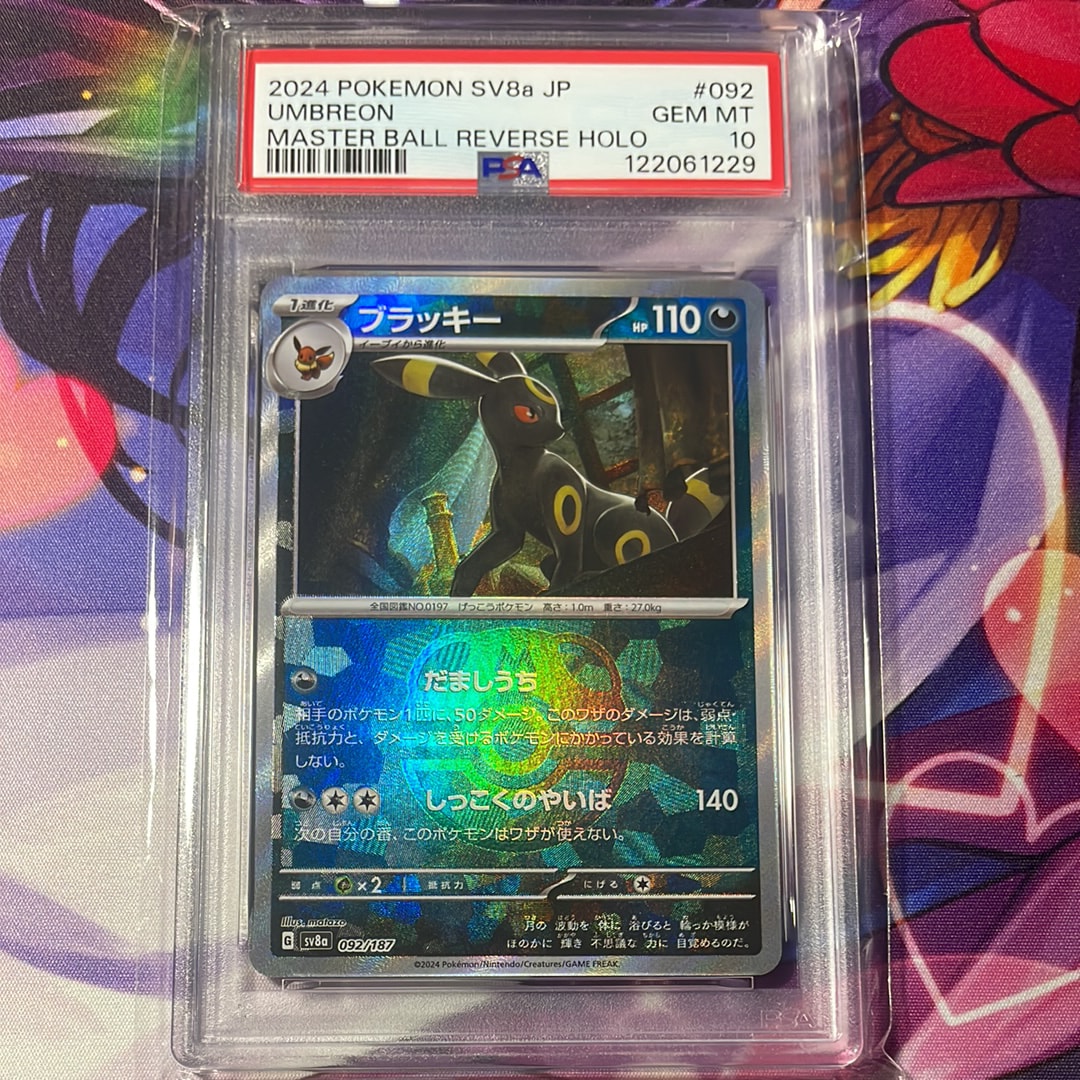 2024 POKEMON SV8a JP #092
UMBREON GEM MT
MASTER BALL REVERSE HOLO 10
PSA 122061229
1進化
ブラッキー HP 110
イーブイから進化
全国図鑑NO.0197 げっこうポケモン 高さ:1.0m 重さ:27.0kg
だましうち
相手のポケモン1匹に、50ダメージ。このワザのダメージは、弱点・
抵抗力と、ダメージを受けるポケモンにかかっている効果を計算
しない。
しっこくのやいば 140
次の自分の番、このポケモンはワザが使えない。
弱点 ×2 抵抗力 にげる
Illus. mofazo
月の波動を体に浴びると輪っか模様が
ほのかに輝き不思議な力に目覚めるのだ。
G sv8a 092/187
©2024 Pokémon/Nintendo/Creatures/GAME FREAK.
PSA